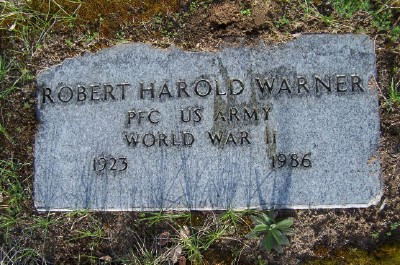 ROBERT HAROLD WARNER
PFC US ARMY
WORLD WAR II
1923 1986